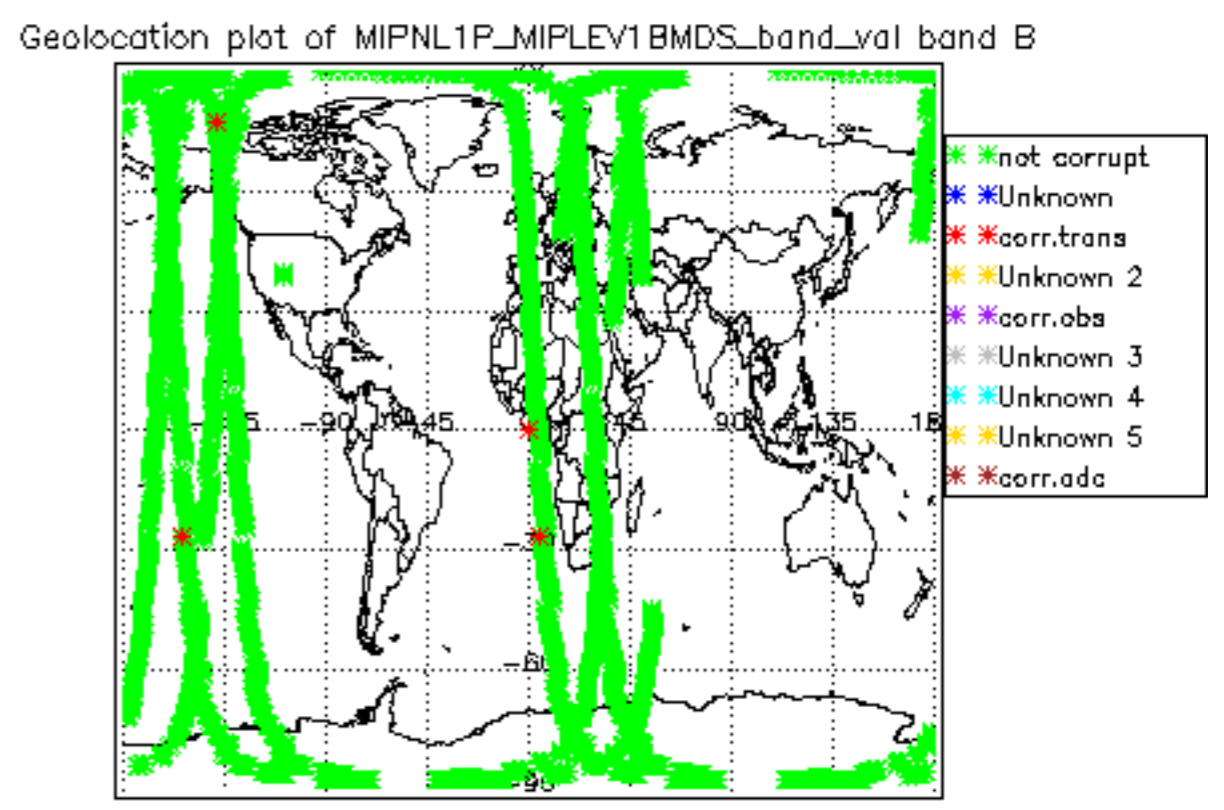 Geolocation plot of MIPNL1P_MIPLEV1BMDS_band_val band B
not corrupt
Unknown
corr.trans
Unknown 2
corr.obs
Unknown 3
Unknown 4
Unknown 5
corr.adc
-90 -45 45 90 135
-60
-90